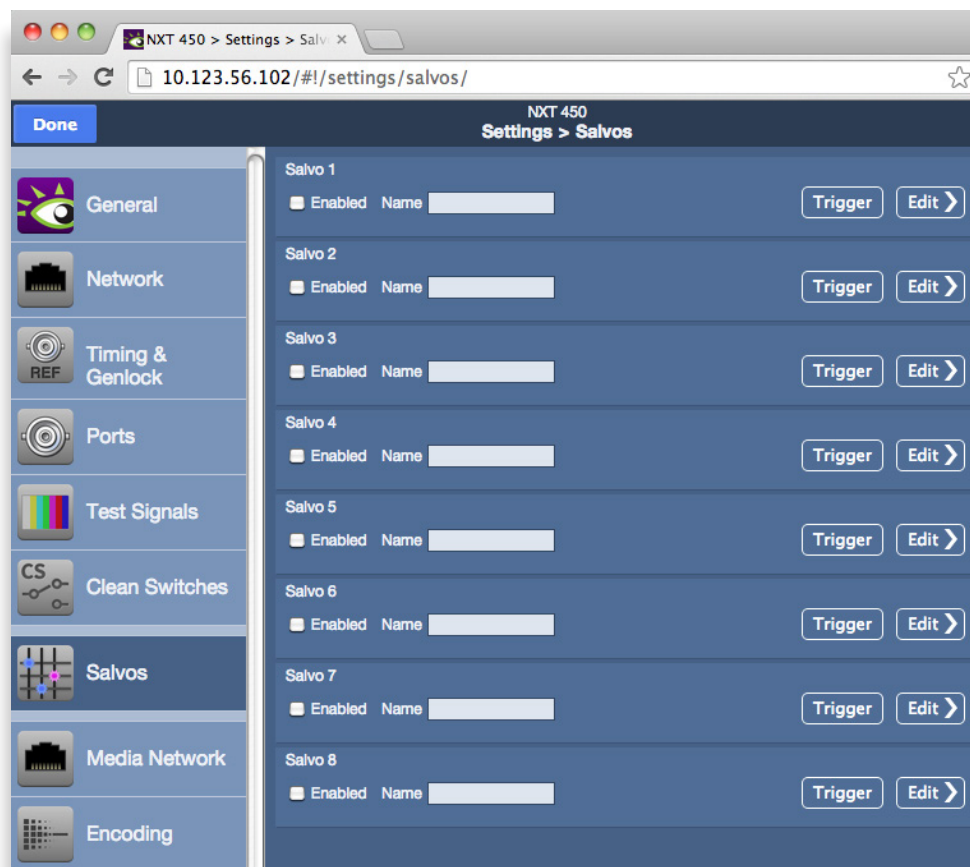 NXT 450 > Settings > Salv
10.123.56.102/#!/settings/salvos/
Done
NXT 450
Settings > Salvos
General
Network
REF
Timing &
Genlock
Ports
Test Signals
CS
Clean Switches
Salvos
Media Network
Encoding
Salvo 1
Enabled Name Trigger Edit
Salvo 2
Enabled Name Trigger Edit
Salvo 3
Enabled Name Trigger Edit
Salvo 4
Enabled Name Trigger Edit
Salvo 5
Enabled Name Trigger Edit
Salvo 6
Enabled Name Trigger Edit
Salvo 7
Enabled Name Trigger Edit
Salvo 8
Enabled Name Trigger Edit